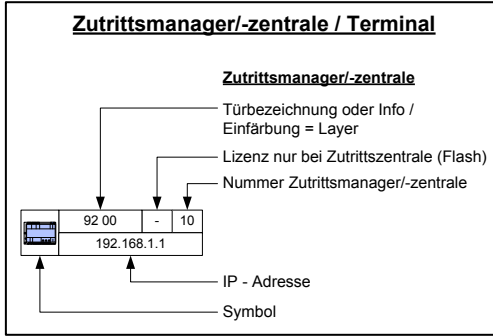 Zutrittsmanager/-zentrale / Terminal
Zutrittsmanager/-zentrale
Türbezeichnung oder Info /
Einfärbung = Layer
Lizenz nur bei Zutrittszentrale (Flash)
Nummer Zutrittsmanager/-zentrale
92 00 - 10
192.168.1.1
IP - Adresse
Symbol